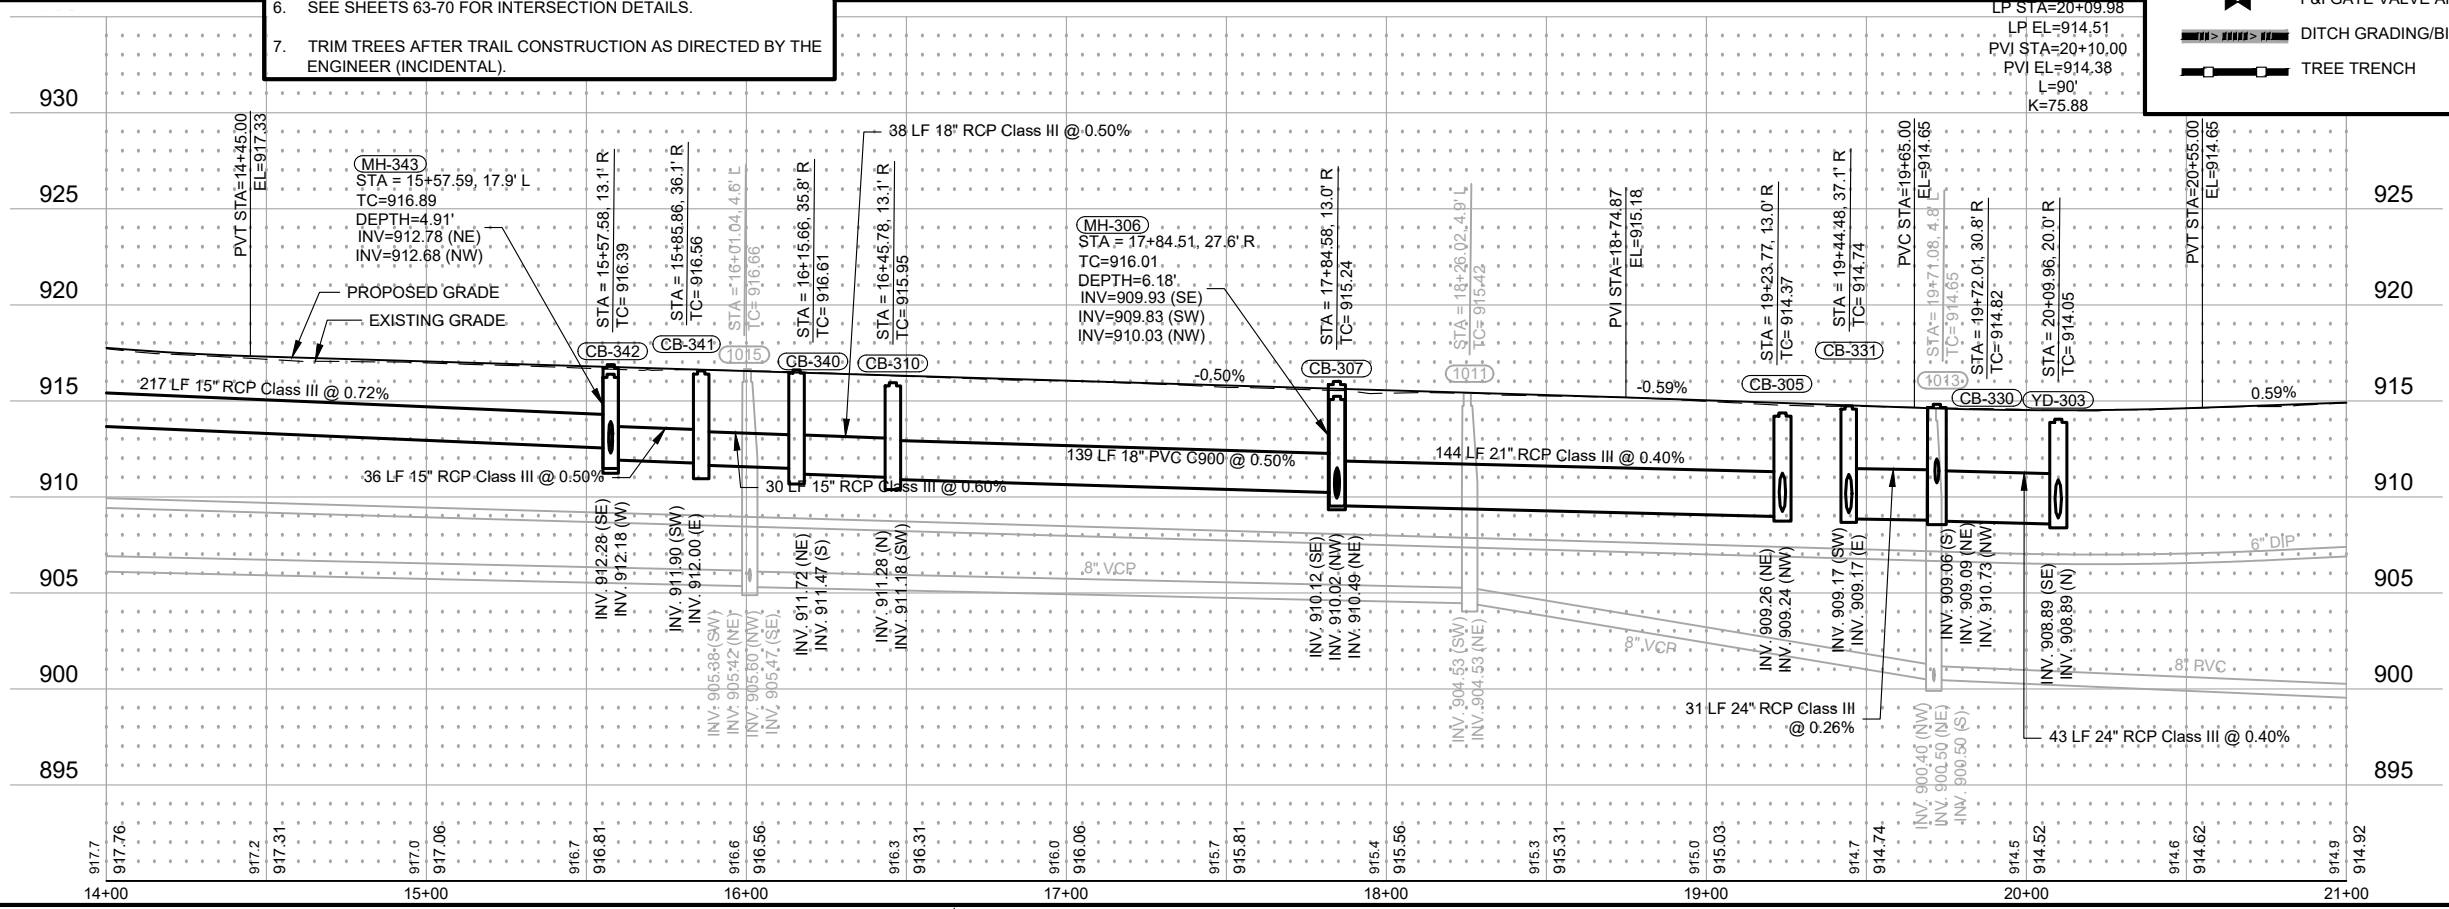 6. SEE SHEETS 63-70 FOR INTERSECTION DETAILS.
7. TRIM TREES AFTER TRAIL CONSTRUCTION AS DIRECTED BY THE
ENGINEER (INCIDENTAL).
LP STA=20+09.98
LP EL=914.51
PVI STA=20+10.00
PVI EL=914.38
L=90'
K=75.88
GATE VALVE
DITCH GRADING/BI
TREE TRENCH
930
925
920
915
910
905
900
895
925
920
915
910
905
900
895
PVT STA=14+45.00
EL=917.33
MH-343
STA = 15+57.59, 17.9' L
TC=916.89
DEPTH=4.91'
INV=912.78 (NE)
INV=912.68 (NW)
PROPOSED GRADE
EXISTING GRADE
217 LF 15" RCP Class III @ 0.72%
STA = 15+57.58, 13.1' R
TC= 916.39
CB-342
STA = 15+85.86, 36.1' R
TC= 916.56
CB-341
STA = 16+01.04, 4.6' L
TC= 916.66
1015
STA = 16+15.66, 35.8' R
TC= 916.61
CB-340
STA = 16+45.78, 13.1' R
TC= 915.95
CB-310
38 LF 18" RCP Class III @ 0.50%
MH-306
STA = 17+84.51, 27.6' R
TC=916.01
DEPTH=6.18'
INV=909.93 (SE)
INV=909.83 (SW)
INV=910.03 (NW)
STA = 17+84.58, 13.0' R
TC= 915.24
CB-307
STA = 18+26.02, 4.9' L
TC= 915.42
1011
PVI STA=18+74.87
EL=915.18
STA = 19+23.77, 13.0' R
TC= 914.37
CB-305
STA = 19+44.48, 37.1' R
TC= 914.74
CB-331
PVC STA=19+65.00
EL=914.65
STA = 19+71.08, 4.8' L
TC= 914.65
1013
STA = 19+72.01, 30.8' R
TC= 914.82
CB-330
STA = 20+09.96, 20.0' R
TC= 914.05
YD-303
PVT STA=20+55.00
EL=914.65
-0.50%
-0.59%
0.59%
36 LF 15" RCP Class III @ 0.50%
30 LF 15" RCP Class III @ 0.60%
139 LF 18" PVC C900 @ 0.50%
144 LF 21" RCP Class III @ 0.40%
INV. 912.28 (SE)
INV. 912.18 (W)
INV. 911.90 (SW)
INV. 912.00 (E)
INV. 905.38 (SW)
INV. 905.42 (NE)
INV. 905.60 (NW)
INV. 905.47 (SE)
INV. 911.72 (NE)
INV. 911.47 (S)
INV. 911.28 (N)
INV. 911.18 (SW)
8" VCP
INV. 910.12 (SE)
INV. 910.02 (NW)
INV. 910.49 (NE)
INV. 904.53 (SW)
INV. 904.53 (NE)
8" VCP
INV. 909.26 (NE)
INV. 909.24 (NW)
INV. 909.17 (SW)
INV. 909.17 (E)
INV. 909.06 (S)
INV. 909.09 (NE)
INV. 910.73 (NW)
INV. 908.89 (SE)
INV. 908.89 (N)
6" DIP
8" PVC
31 LF 24" RCP Class III
@ 0.26%
43 LF 24" RCP Class III @ 0.40%
INV. 900.40 (NW)
INV. 900.50 (NE)
INV. 900.50 (S)
917.7 917.76
917.2 917.31
917.0 917.06
916.7 916.81
916.6 916.56
916.3 916.31
916.0 916.06
915.7 915.81
915.4 915.56
915.3 915.31
915.0 915.03
914.7 914.74
914.5 914.52
914.6 914.62
914.9 914.92
14+00 15+00 16+00 17+00 18+00 19+00 20+00 21+00